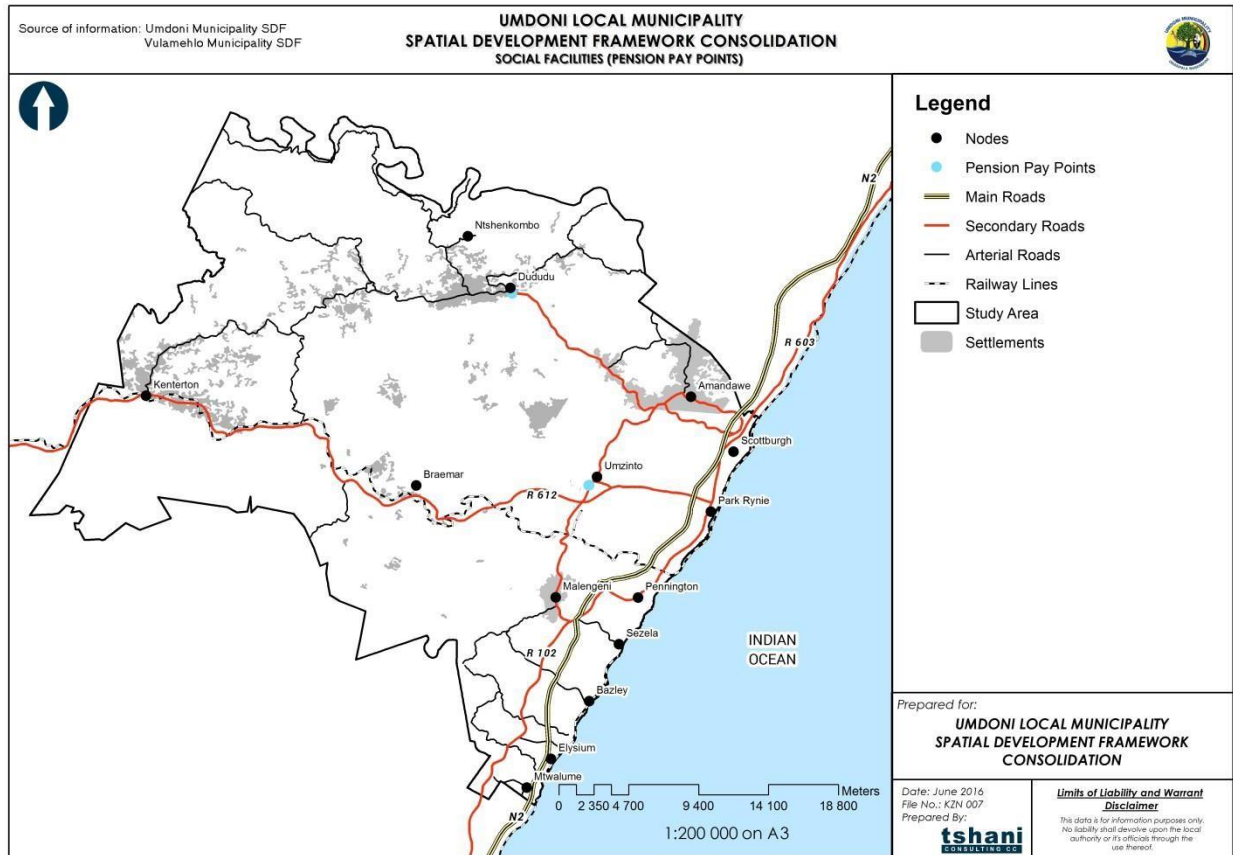 Source of information: Umdoni Municipality SDF
Vulamehlo Municipality SDF
UMDONI LOCAL MUNICIPALITY
SPATIAL DEVELOPMENT FRAMEWORK CONSOLIDATION
SOCIAL FACILITIES (PENSION PAY POINTS)
Legend
Nodes
Pension Pay Points
Main Roads
Secondary Roads
Arterial Roads
Railway Lines
Study Area
Settlements
N2
Ntshenkombo
Dududu
R 603
Kenterton
Amandawe
Scottburgh
Umzinto
Braemar
R 612
Park Rynie
Malengeni
Pennington
Sezela
INDIAN
OCEAN
R 102
Bazley
Elysium
Mtwalume
N2
Meters
0 2 350 4 700 9 400 14 100 18 800
1:200 000 on A3
Prepared for:
UMDONI LOCAL MUNICIPALITY
SPATIAL DEVELOPMENT FRAMEWORK
CONSOLIDATION
Date: June 2016
File No.: KZN 007
Prepared By:
tshani
CONSULTING CC
Limits of Liability and Warrant
Disclaimer
This data is for information purposes only.
No liability shall devolve upon the local
authority or it's officials through the
use thereof.